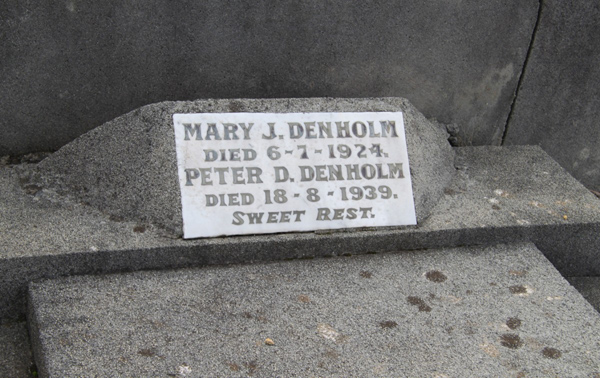 MARY J. DENHOLM
DIED 6-7-1924.
PETER D. DENHOLM
DIED 18-8-1939.
SWEET REST.